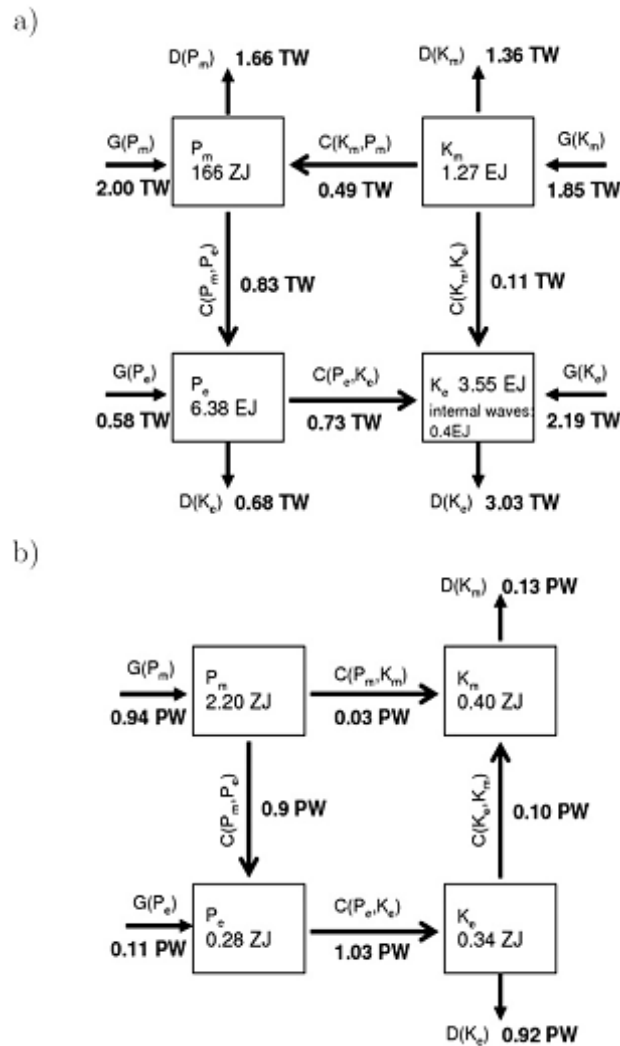 a)
D(Pm) 1.66 TW
D(Km) 1.36 TW
G(Pm)
2.00 TW
Pm
166 ZJ
C(Km,Pm)
0.49 TW
Km
1.27 EJ
G(Km)
1.85 TW
C(Pm,Pe)
0.83 TW
C(Km,Ke)
0.11 TW
G(Pe)
0.58 TW
Pe
6.38 EJ
C(Pe,Ke)
0.73 TW
Ke 3.55 EJ
internal waves:
0.4EJ
G(Ke)
2.19 TW
D(Ke) 0.68 TW
D(Ke) 3.03 TW
b)
D(Km) 0.13 PW
G(Pm)
0.94 PW
Pm
2.20 ZJ
C(Pm,Km)
0.03 PW
Km
0.40 ZJ
C(Pm,Pe)
0.9 PW
C(Ke,Km)
0.10 PW
G(Pe)
0.11 PW
Pe
0.28 ZJ
C(Pe,Ke)
1.03 PW
Ke
0.34 ZJ
D(Ke) 0.92 PW